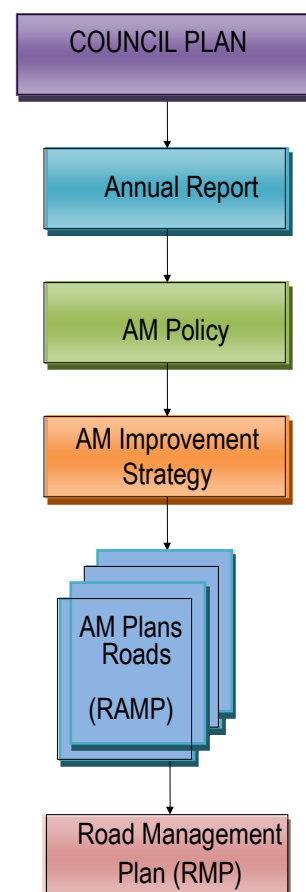 COUNCIL PLAN
Annual Report
AM Policy
AM Improvement
Strategy
AM Plans
Roads
(RAMP)
Road Management
Plan (RMP)